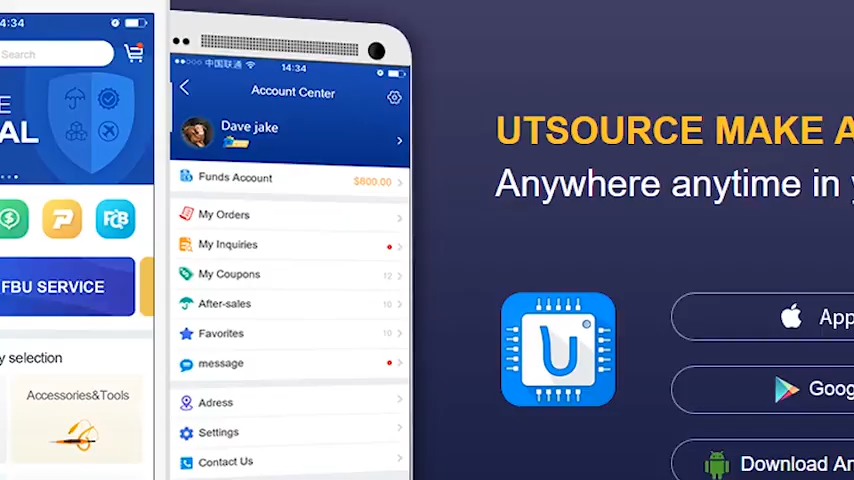 4:34
Search
E
AL
FBU SERVICE
y selection
Accessories&Tools
中国联通
14:34
Account Center
Dave jake
Funds Account
$800.00
My Orders
My Inquiries
My Coupons
12
After-sales
10
Favorites
10
message
Adress
Settings
Contact Us
UTSOURCE MAKE A
Anywhere anytime in y
U
App
Goog
Download An